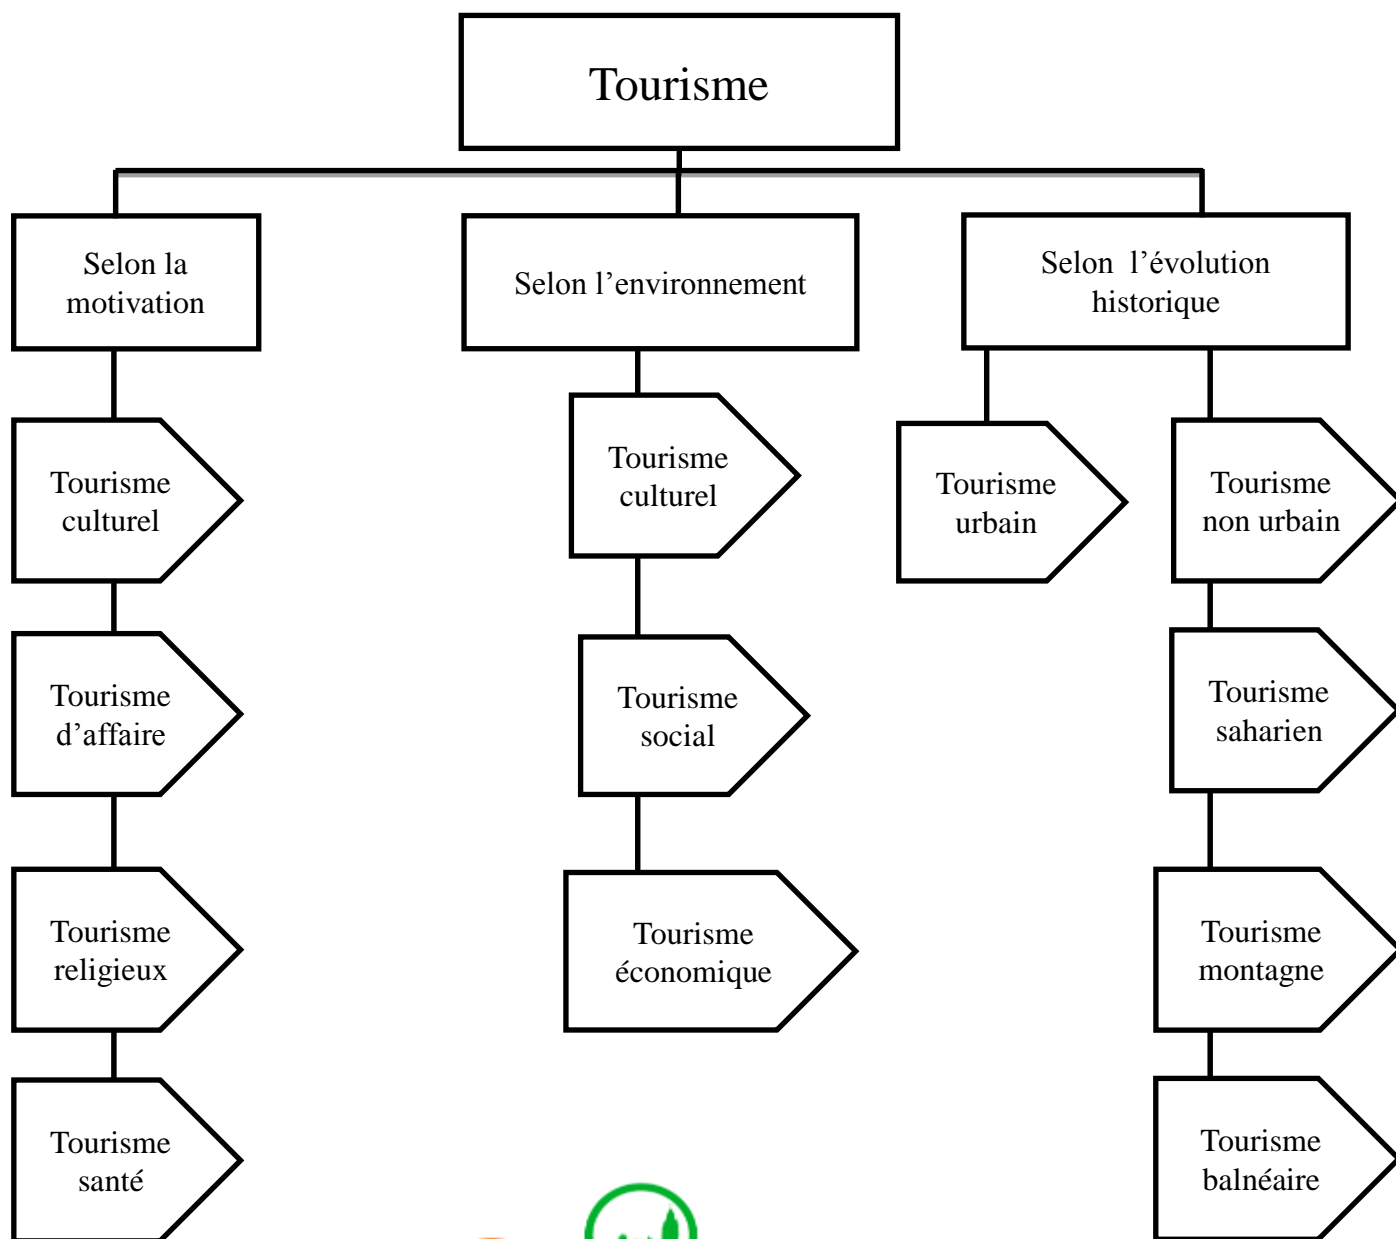 Tourisme
Selon la
motivation
Selon l’environnement
Selon l’évolution
historique
Tourisme
culturel
Tourisme
d’affaire
Tourisme
religieux
Tourisme
santé
Tourisme
culturel
Tourisme
social
Tourisme
économique
Tourisme
urbain
Tourisme
non urbain
Tourisme
saharien
Tourisme
montagne
Tourisme
balnéaire